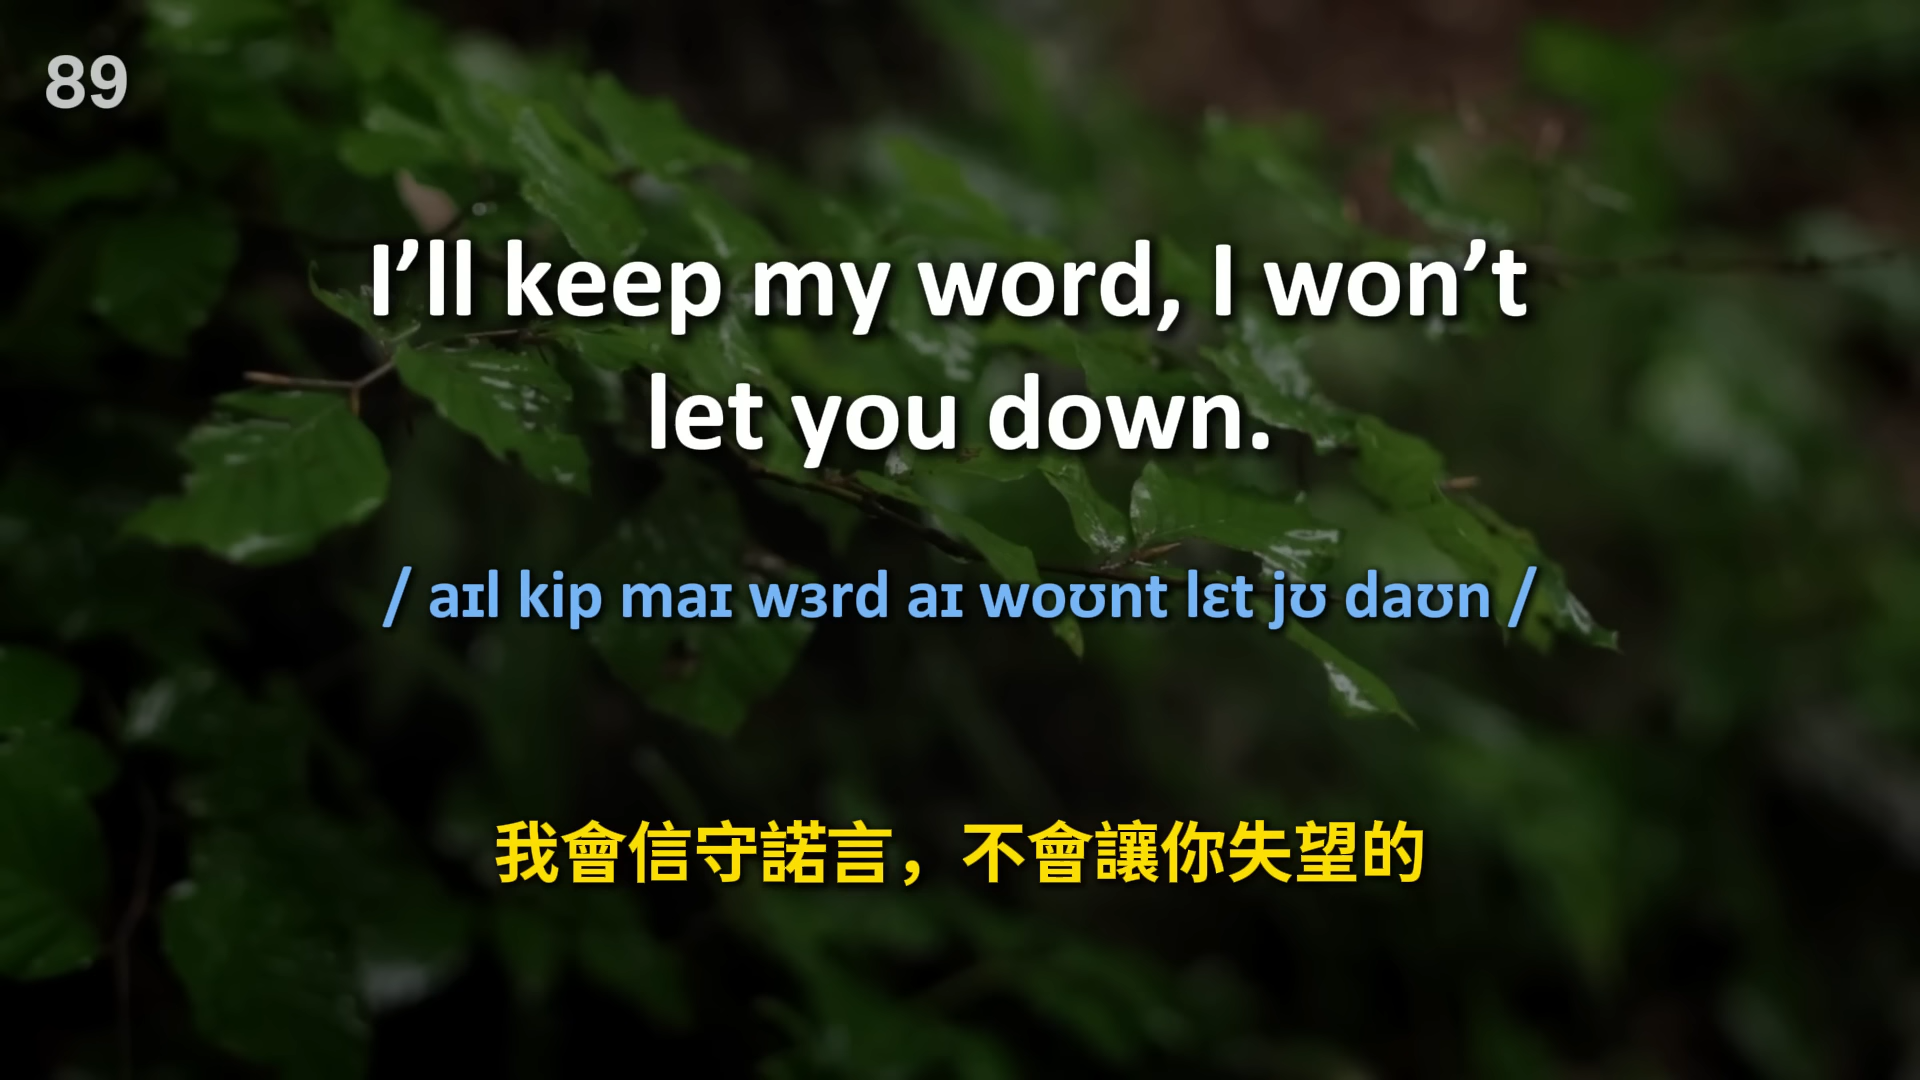 89
I’ll keep my word, I won’t
let you down.
/ aɪl kip maɪ wɜrd aɪ woʊnt lɛt jʊ daʊn /
我會信守諾言，不會讓你失望的